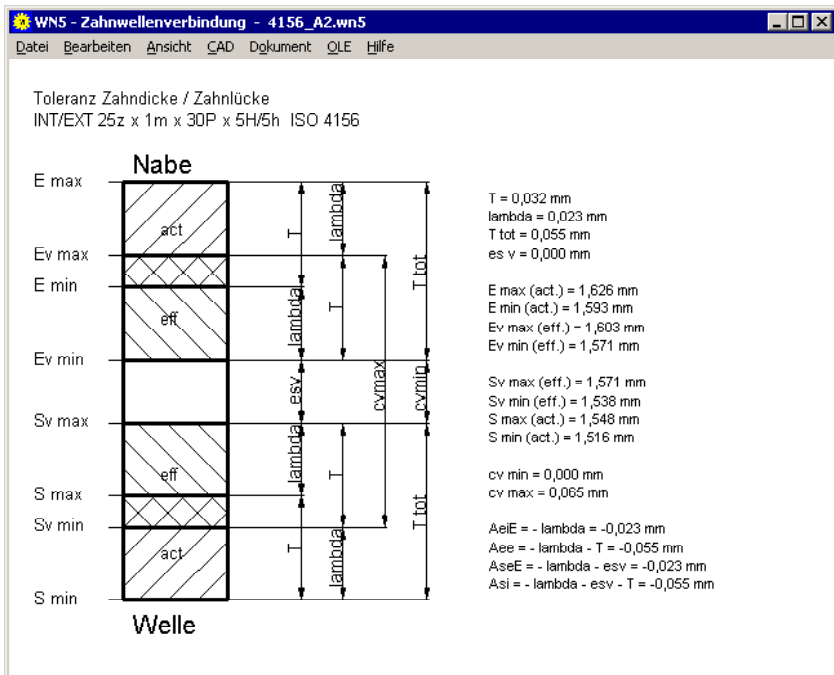 WN5 - Zahnwellenverbindung - 4156_A2.wn5
Datei Bearbeiten Ansicht CAD Dokument OLE Hilfe
Toleranz Zahndicke / Zahnlücke
INT/EXT 25z x 1m x 30P x 5H/5h ISO 4156
Nabe
E max
Ev max
E min
Ev min
Sv max
S max
Sv min
S min
act
eff
eff
act
Welle
T
lambda
esv
lambda
T
lambda
T
T
lambda
cvmax
T tot
cvmin
T tot
T = 0,032 mm
lambda = 0,023 mm
T tot = 0,055 mm
es v = 0,000 mm
E max (act.) = 1,626 mm
E min (act.) = 1,593 mm
Ev max (eff.) = 1,603 mm
Ev min (eff.) = 1,571 mm
Sv max (eff.) = 1,571 mm
Sv min (eff.) = 1,538 mm
S max (act.) = 1,548 mm
S min (act.) = 1,516 mm
cv min = 0,000 mm
cv max = 0,065 mm
AeiE = - lambda = -0,023 mm
Aee = - lambda - T = -0,055 mm
AseE = - lambda - esv = -0,023 mm
Asi = - lambda - esv - T = -0,055 mm